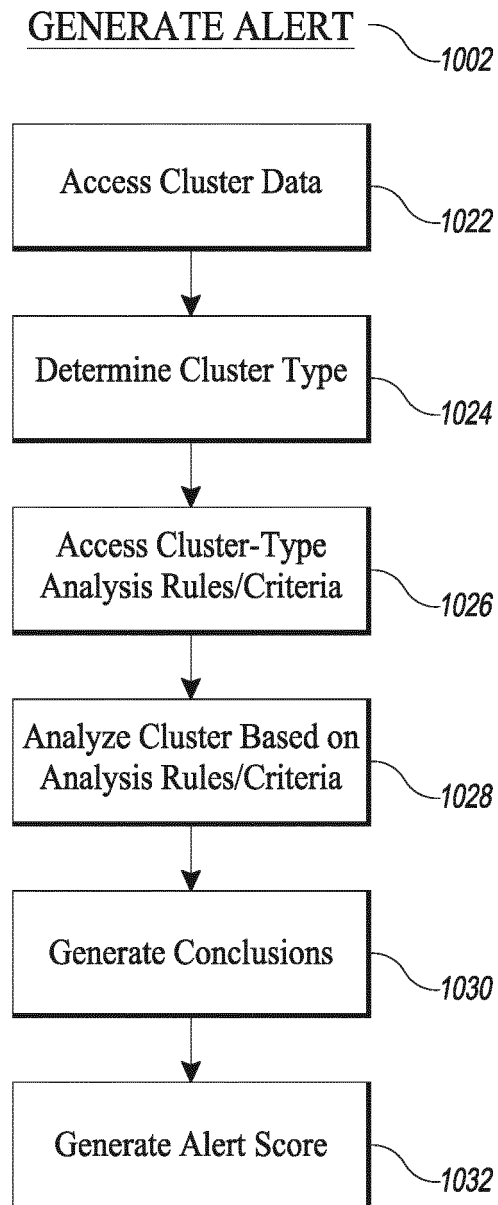 GENERATE ALERT
1002
Access Cluster Data
1022
Determine Cluster Type
1024
Access Cluster-Type
Analysis Rules/Criteria
1026
Analyze Cluster Based on
Analysis Rules/Criteria
1028
Generate Conclusions
1030
Generate Alert Score
1032